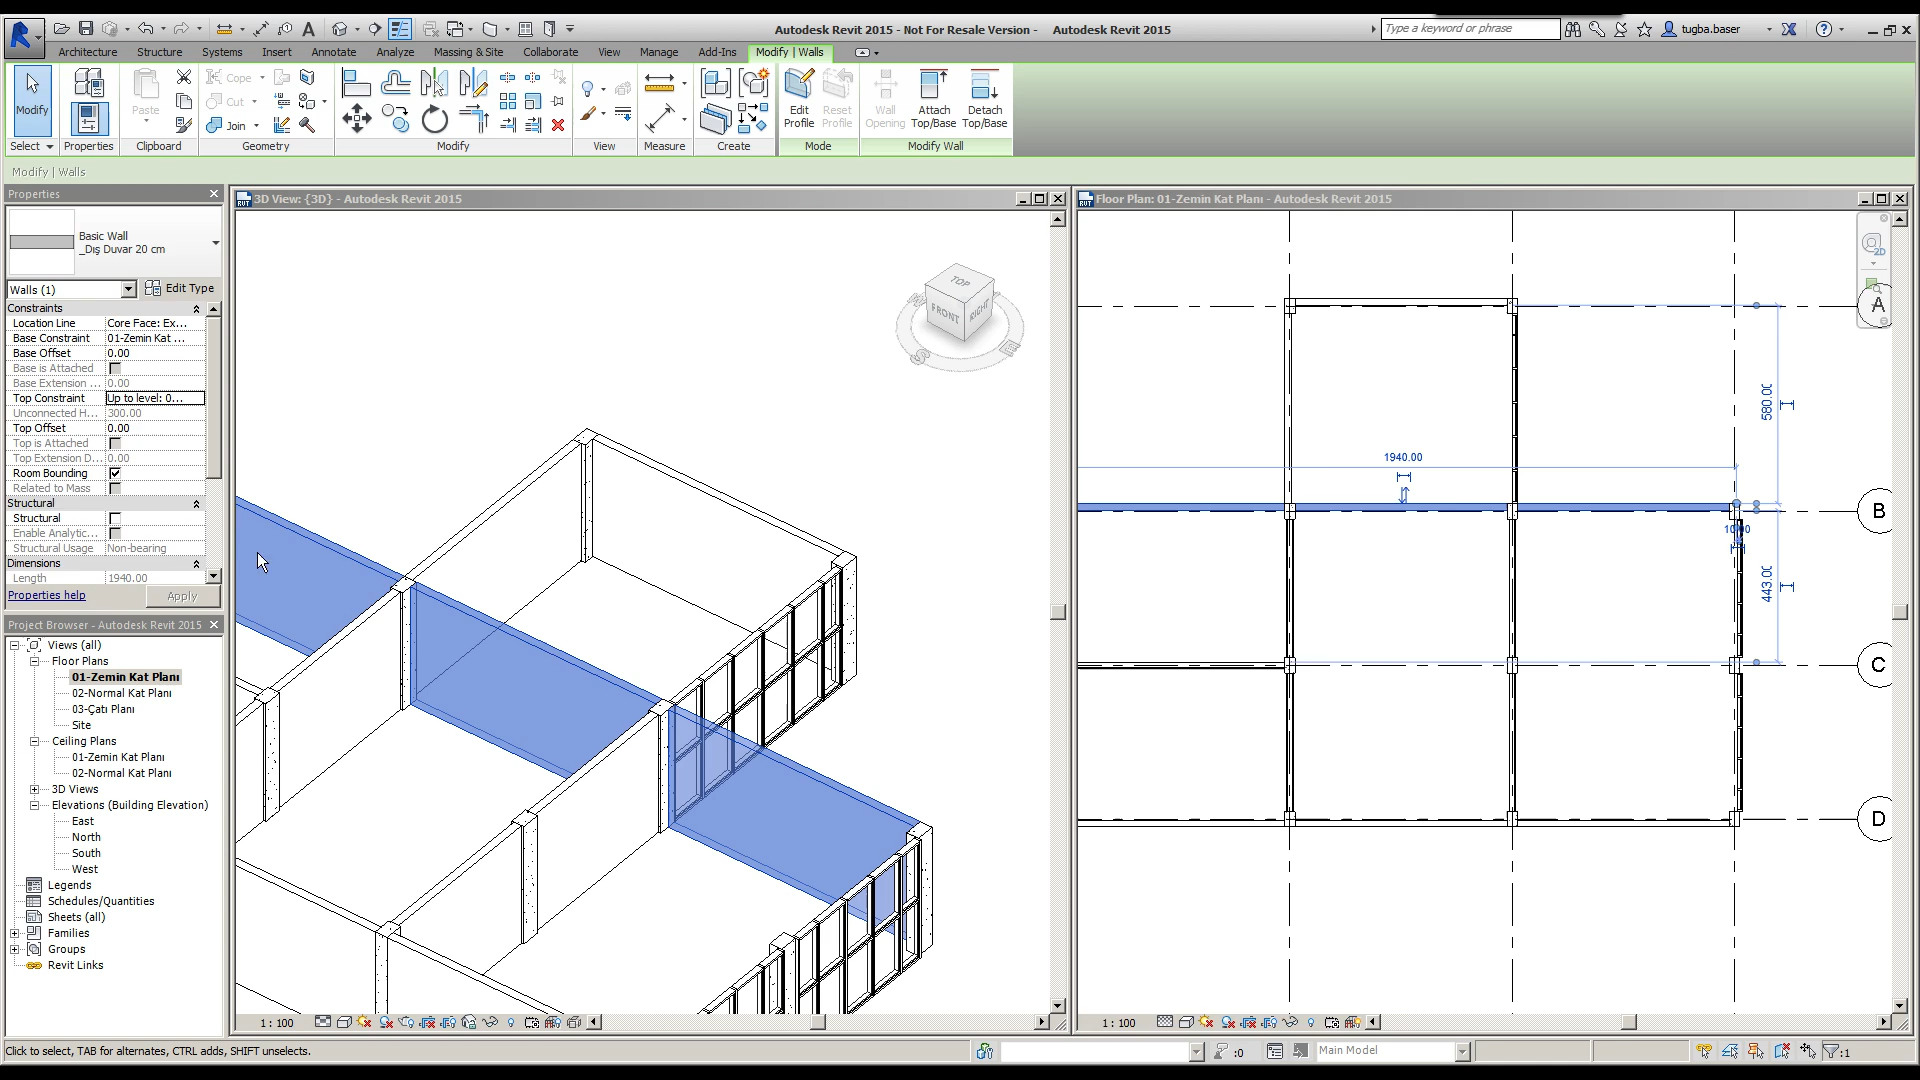 Autodesk Revit 2015 - Not For Resale Version - Autodesk Revit 2015
Type a keyword or phrase
tugba.baser
Architecture Structure Systems Insert Annotate Analyze Massing & Site Collaborate View Manage Add-Ins Modify | Walls
Modify
Paste
Cope
Cut
Join
Edit Profile
Reset Profile
Wall Opening
Attach Top/Base
Detach Top/Base
Select Properties Clipboard Geometry Modify View Measure Create Mode Modify Wall
Modify | Walls
Properties
Basic Wall
_Dış Duvar 20 cm
Walls (1)
Edit Type
Constraints
Location Line Core Face: Ex...
Base Constraint 01-Zemin Kat ...
Base Offset 0.00
Base is Attached
Base Extension ... 0.00
Top Constraint Up to level: 0...
Unconnected H... 300.00
Top Offset 0.00
Top is Attached
Top Extension D... 0.00
Room Bounding
Related to Mass
Structural
Structural
Enable Analytic...
Structural Usage Non-bearing
Dimensions
Length 1940.00
Properties help
Apply
Project Browser - Autodesk Revit 2015
Views (all)
Floor Plans
01-Zemin Kat Planı
02-Normal Kat Planı
03-Çatı Planı
Site
Ceiling Plans
01-Zemin Kat Planı
02-Normal Kat Planı
3D Views
Elevations (Building Elevation)
East
North
South
West
Legends
Schedules/Quantities
Sheets (all)
Families
Groups
Revit Links
3D View: {3D} - Autodesk Revit 2015
TOP
FRONT
RIGHT
S
E
1 : 100
Floor Plan: 01-Zemin Kat Planı - Autodesk Revit 2015
2D
A
580.00
1940.00
B
443.00
C
D
1 : 100
Click to select, TAB for alternates, CTRL adds, SHIFT unselects.
:0
Main Model
:1